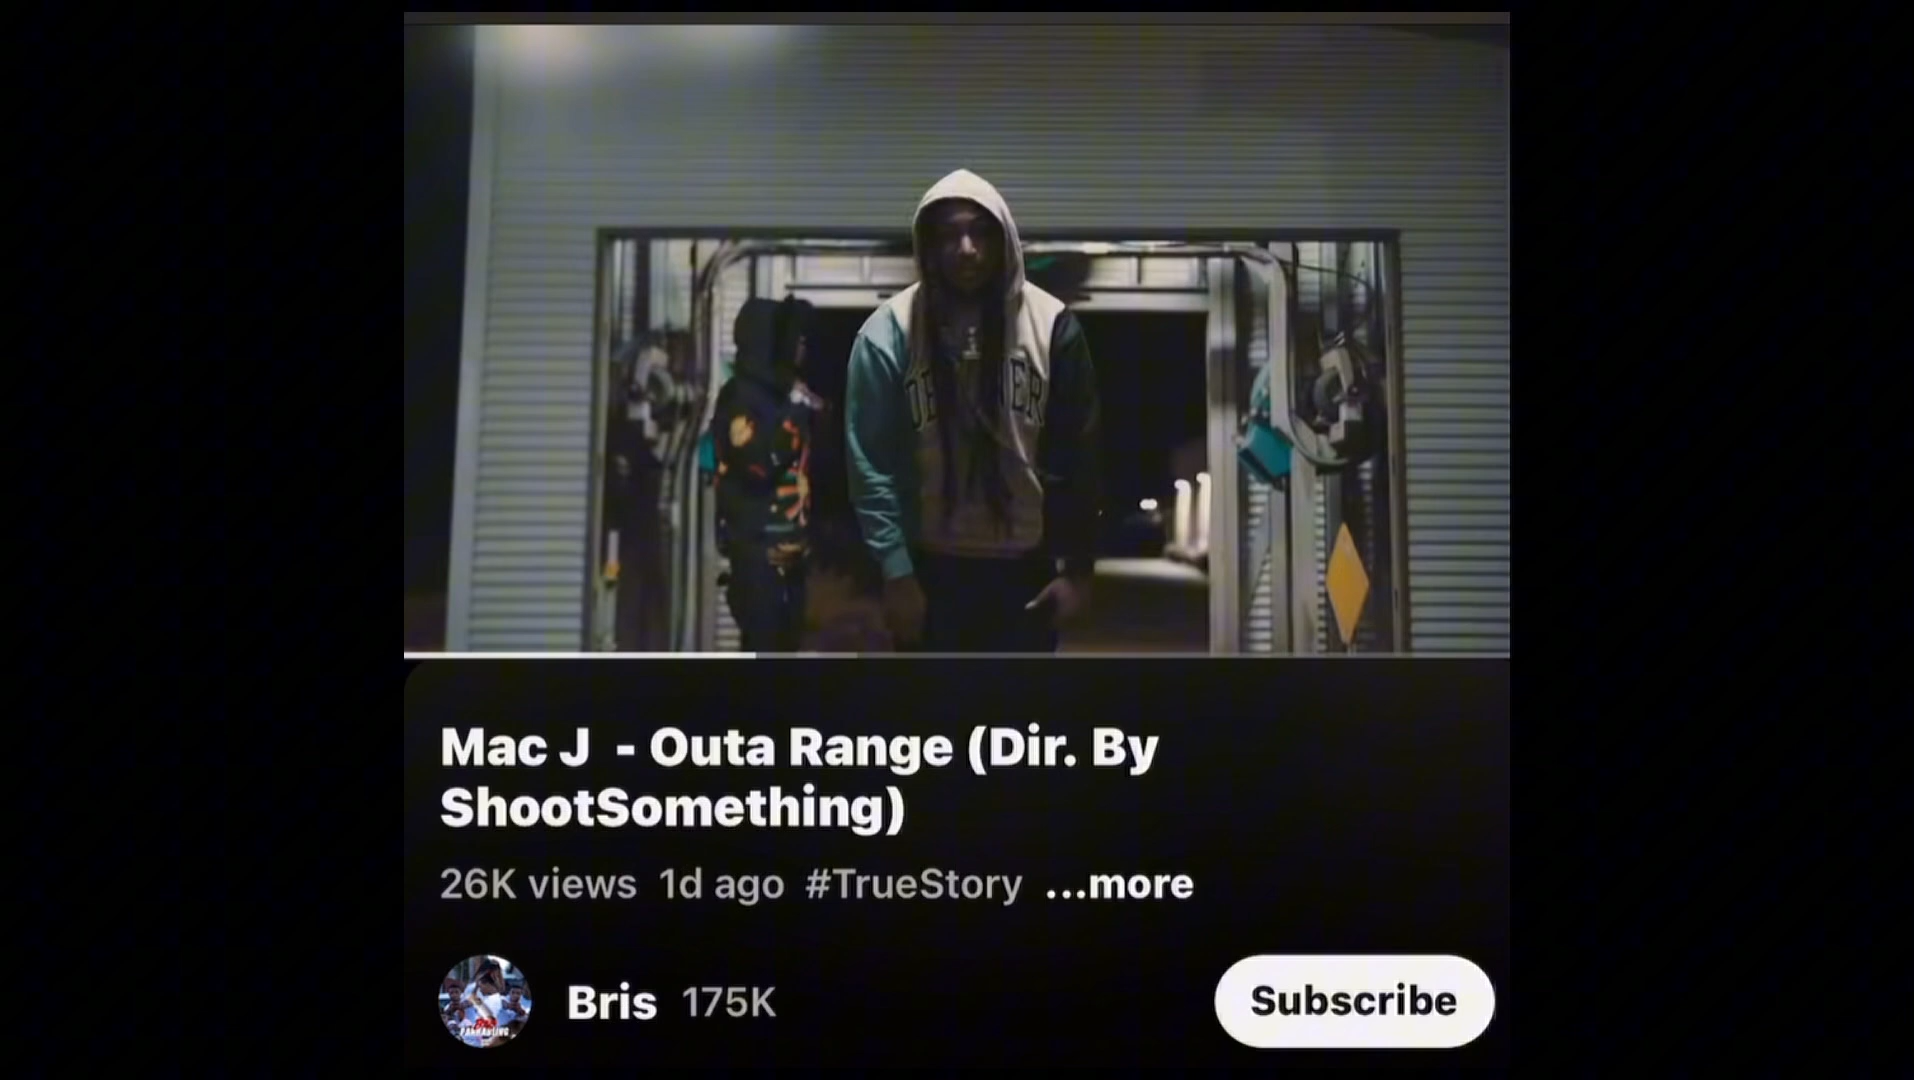 Mac J - Outa Range (Dir. By
ShootSomething)
26K views 1d ago #TrueStory ...more
Bris 175K
Subscribe